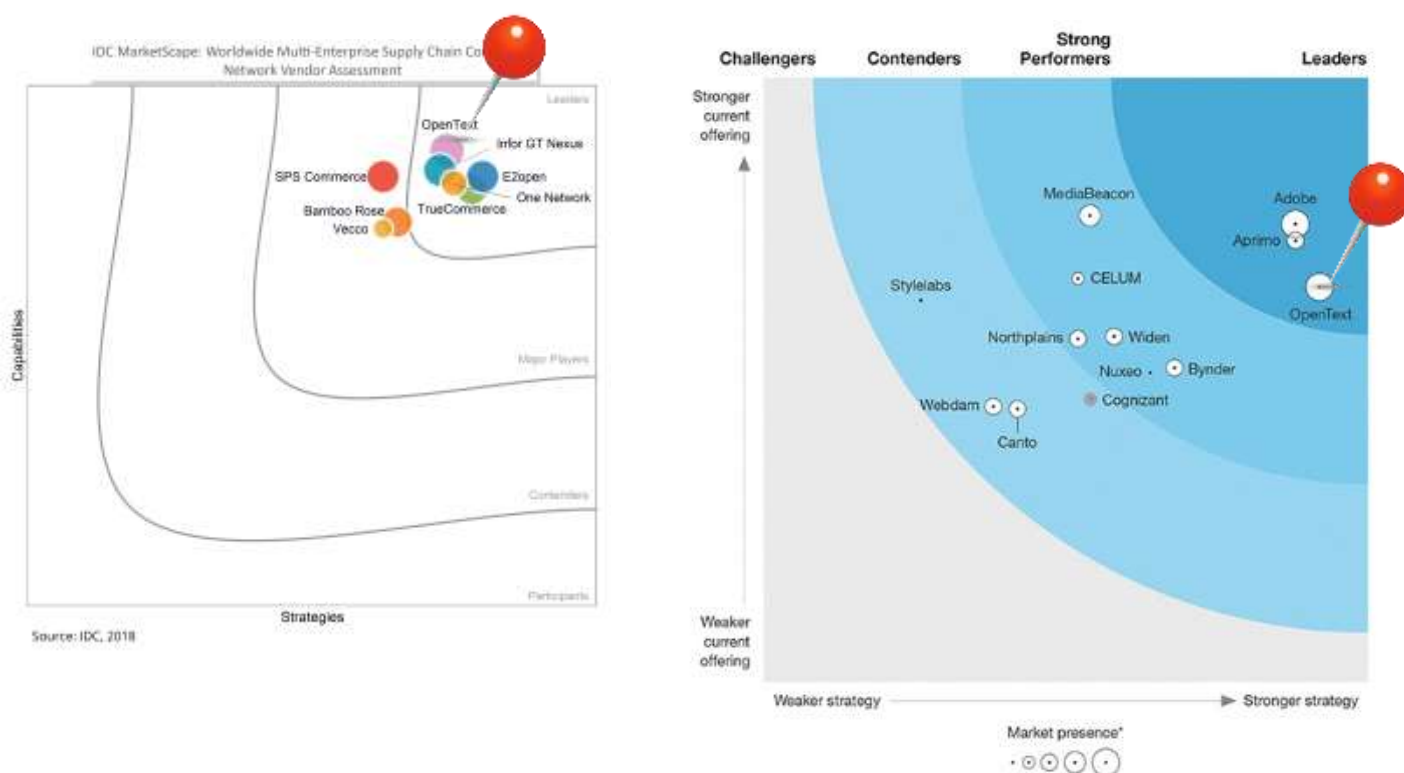 IDC MarketScape: Worldwide Multi-Enterprise Supply Chain
Network Vendor Assessment
Leaders
OpenText
Infor GT Nexus
SPS Commerce
E2open
One Network
TrueCommerce
Bamboo Rose
Vecco
Major Players
Contenders
Participants
Capabilities
Strategies
Source: IDC, 2018
Challengers
Contenders
Strong
Performers
Leaders
Stronger
current
offering
MediaBeacon
Adobe
Aprimo
CELUM
Stylelabs
OpenText
Northplains
Widen
Nuxeo
Bynder
Cognizant
Webdam
Canto
Weaker
current
offering
Weaker strategy
Stronger strategy
Market presence*